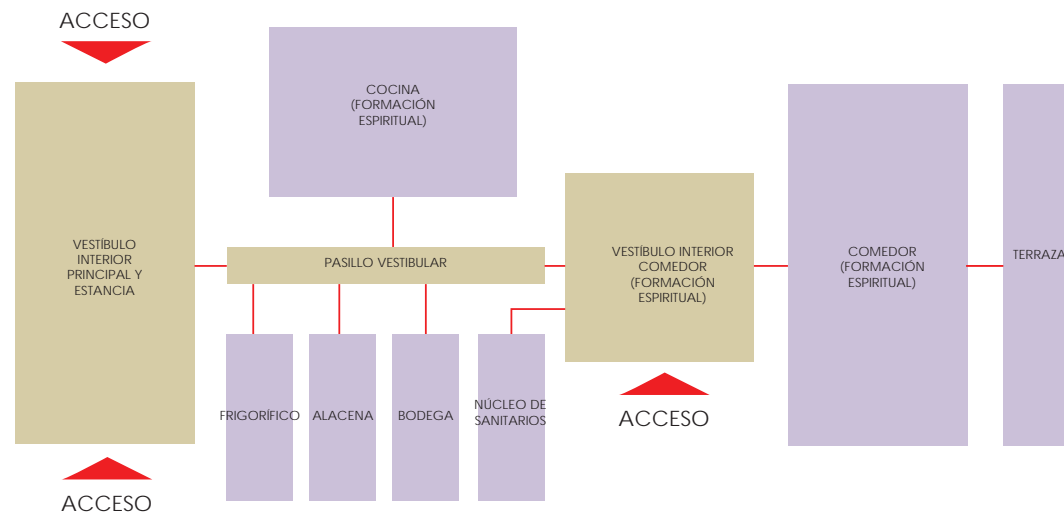 ACCESO
COCINA
(FORMACIÓN
ESPIRITUAL)
VESTÍBULO
INTERIOR
PRINCIPAL Y
ESTANCIA
PASILLO VESTIBULAR
VESTÍBULO INTERIOR
COMEDOR
(FORMACIÓN
ESPIRITUAL)
COMEDOR
(FORMACIÓN
ESPIRITUAL)
TERRAZA
FRIGORÍFICO
ALACENA
BODEGA
NÚCLEO DE
SANITARIOS
ACCESO
ACCESO